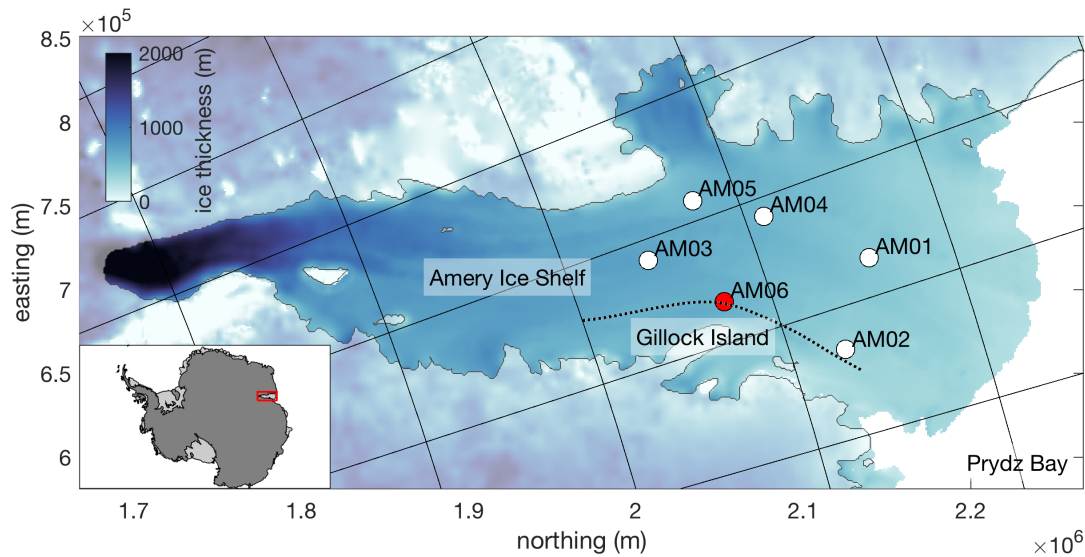 ×10⁵
8.5
8
7.5
7
6.5
6
easting (m)
2000
1000
0
ice thickness (m)
AM05
AM04
AM03
AM01
Amery Ice Shelf
AM06
Gillock Island
AM02
Prydz Bay
1.7
1.8
1.9
2
2.1
2.2
northing (m)
×10⁶